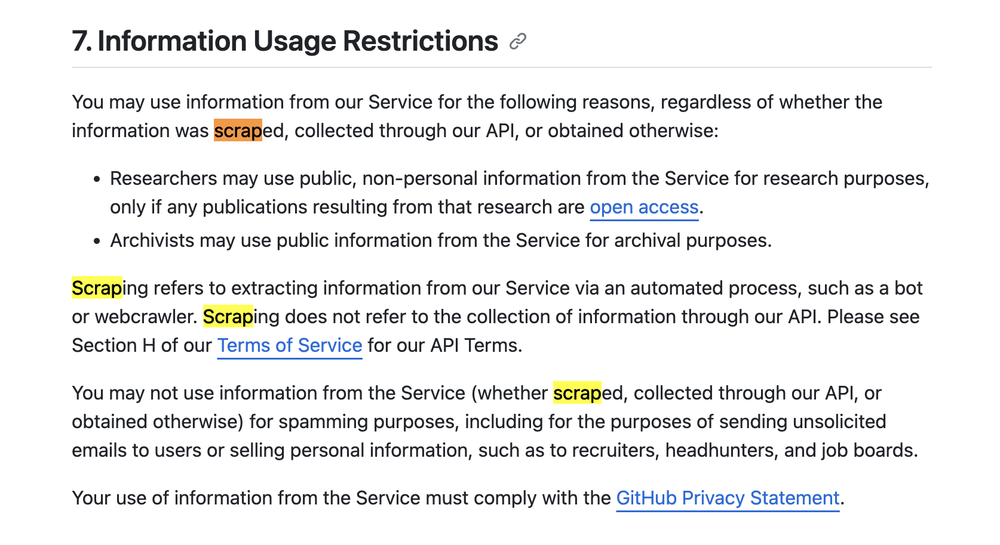 7. Information Usage Restrictions
You may use information from our Service for the following reasons, regardless of whether the
information was scraped, collected through our API, or obtained otherwise:
• Researchers may use public, non-personal information from the Service for research purposes,
only if any publications resulting from that research are open access.
• Archivists may use public information from the Service for archival purposes.
Scraping refers to extracting information from our Service via an automated process, such as a bot
or webcrawler. Scraping does not refer to the collection of information through our API. Please see
Section H of our Terms of Service for our API Terms.
You may not use information from the Service (whether scraped, collected through our API, or
obtained otherwise) for spamming purposes, including for the purposes of sending unsolicited
emails to users or selling personal information, such as to recruiters, headhunters, and job boards.
Your use of information from the Service must comply with the GitHub Privacy Statement.